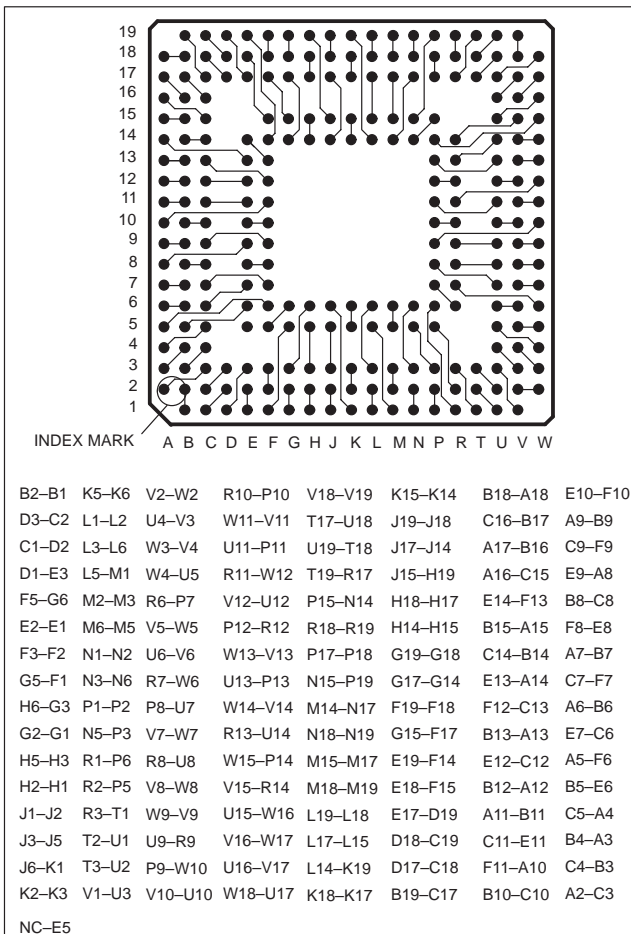 19
18
17
16
15
14
13
12
11
10
9
8
7
6
5
4
3
2
1
INDEX MARK A B C D E F G H J K L M N P R T U V W
B2–B1 K5–K6 V2–W2 R10–P10 V18–V19 K15–K14 B18–A18 E10–F10
D3–C2 L1–L2 U4–V3 W11–V11 T17–U18 J19–J18 C16–B17 A9–B9
C1–D2 L3–L6 W3–V4 U11–P11 U19–T18 J17–J14 A17–B16 C9–F9
D1–E3 L5–M1 W4–U5 R11–W12 T19–R17 J15–H19 A16–C15 E9–A8
F5–G6 M2–M3 R6–P7 V12–U12 P15–N14 H18–H17 E14–F13 B8–C8
E2–E1 M6–M5 V5–W5 P12–R12 R18–R19 H14–H15 B15–A15 F8–E8
F3–F2 N1–N2 U6–V6 W13–V13 P17–P18 G19–G18 C14–B14 A7–B7
G5–F1 N3–N6 R7–W6 U13–P13 N15–P19 G17–G14 E13–A14 C7–F7
H6–G3 P1–P2 P8–U7 W14–V14 M14–N17 F19–F18 F12–C13 A6–B6
G2–G1 N5–P3 V7–W7 R13–U14 N18–N19 G15–F17 B13–A13 E7–C6
H5–H3 R1–P6 R8–U8 W15–P14 M15–M17 E19–F14 E12–C12 A5–F6
H2–H1 R2–P5 V8–W8 V15–R14 M18–M19 E18–F15 B12–A12 B5–E6
J1–J2 R3–T1 W9–V9 U15–W16 L19–L18 E17–D19 A11–B11 C5–A4
J3–J5 T2–U1 U9–R9 V16–W17 L17–L15 D18–C19 C11–E11 B4–A3
J6–K1 T3–U2 P9–W10 U16–V17 L14–K19 D17–C18 F11–A10 C4–B3
K2–K3 V1–U3 V10–U10 W18–U17 K18–K17 B19–C17 B10–C10 A2–C3
NC–E5